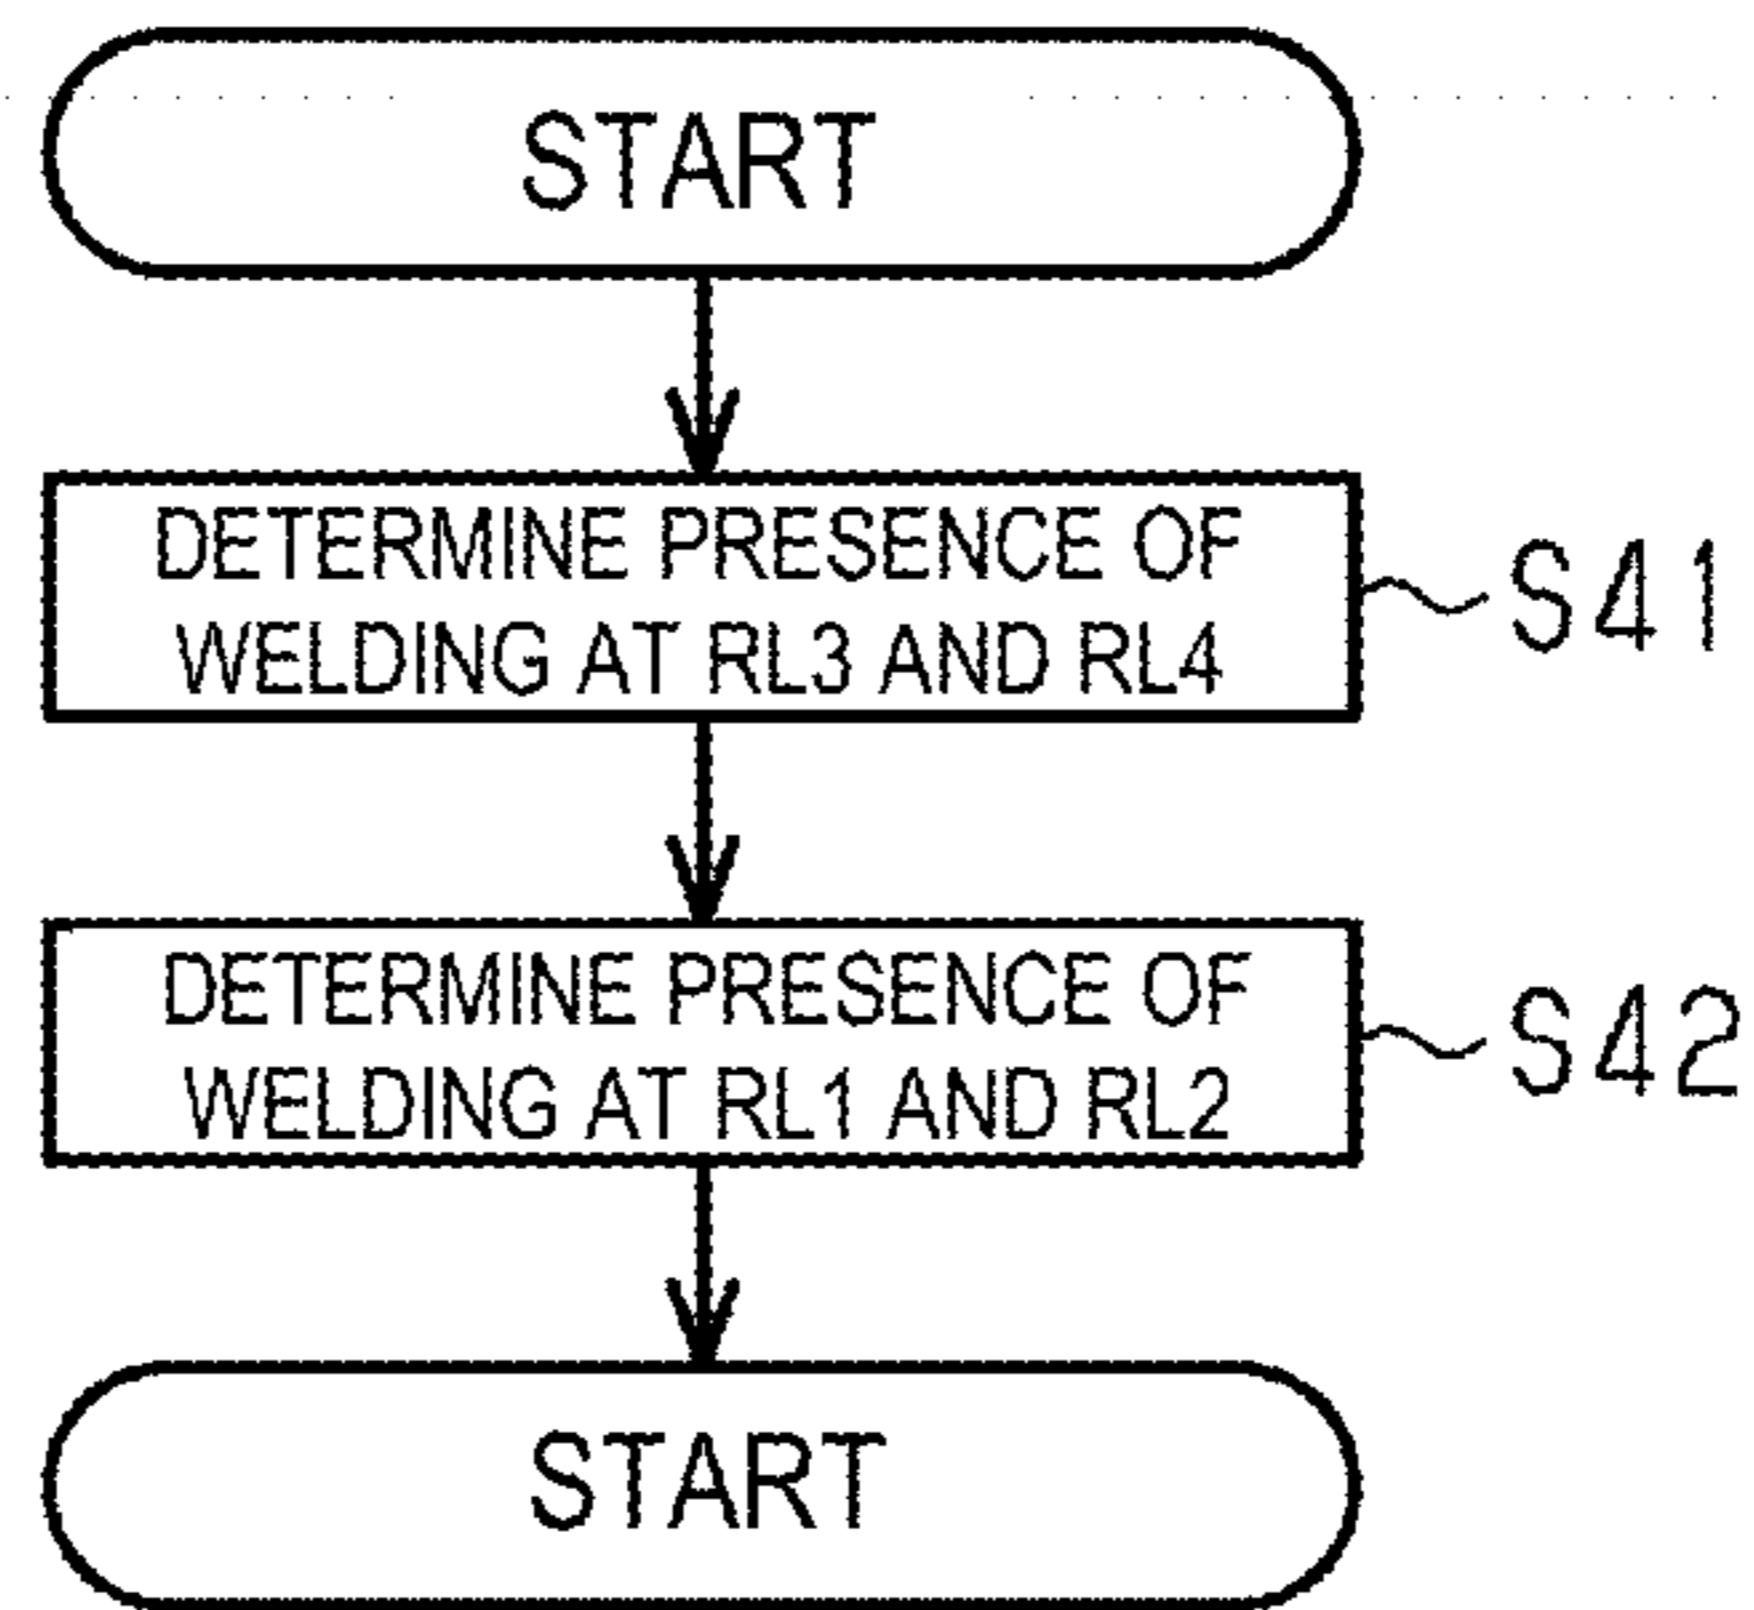 START
DETERMINE PRESENCE OF
WELDING AT RL3 AND RL4
S41
DETERMINE PRESENCE OF
WELDING AT RL1 AND RL2
S42
START